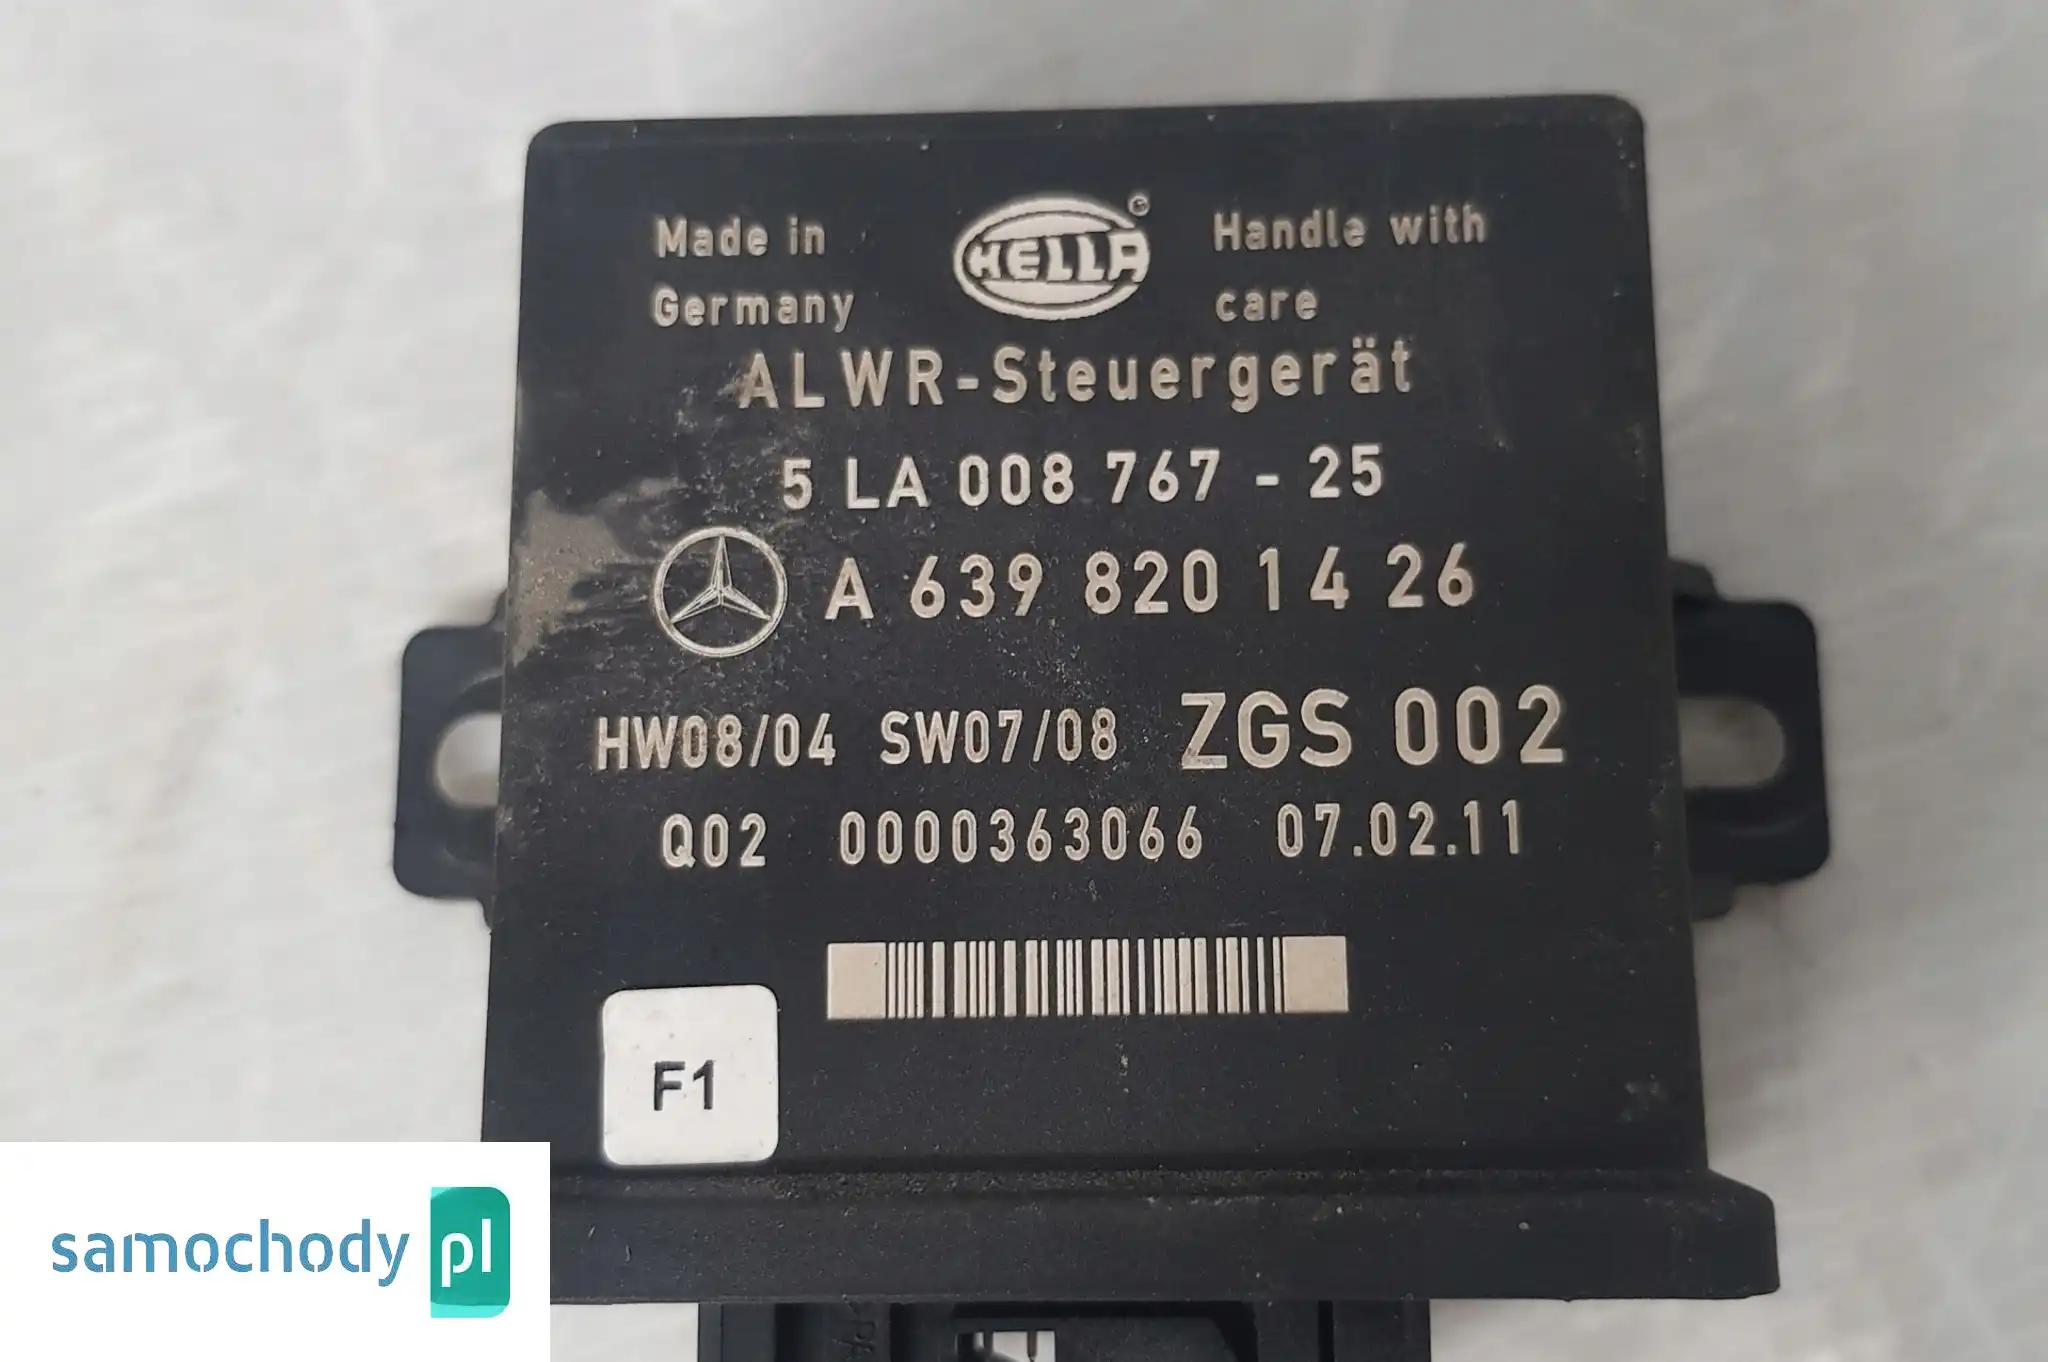 Made in
Germany
HELLA
®
Handle with
care
ALWR-Steuergerät
5 LA 008 767 - 25
A 639 820 14 26
HW08/04 SW07/08 ZGS 002
Q02 0000363066 07.02.11
F1
samochody pl